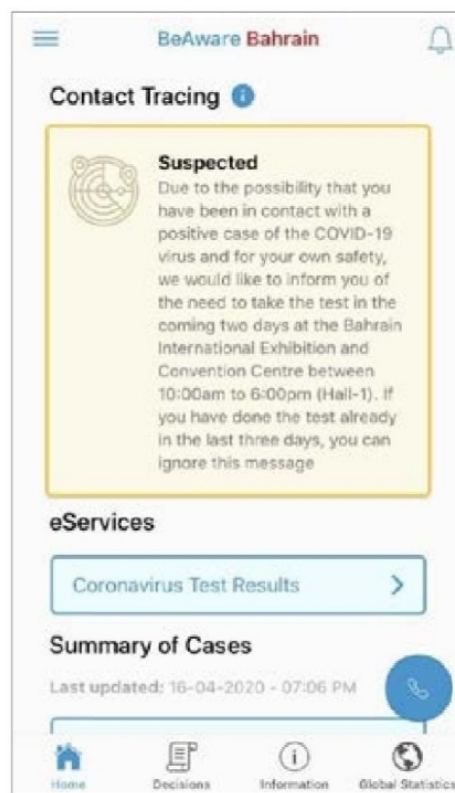 BeAware Bahrain
Contact Tracing i
Suspected
Due to the possibility that you
have been in contact with a
positive case of the COVID-19
virus and for your own safety,
we would like to inform you of
the need to take the test in the
coming two days at the Bahrain
International Exhibition and
Convention Centre between
10:00am to 6:00pm (Hall-1). If
you have done the test already
in the last three days, you can
ignore this message
eServices
Coronavirus Test Results
Summary of Cases
Last updated: 16-04-2020 - 07:06 PM
Home Decisions Information Global Statistics